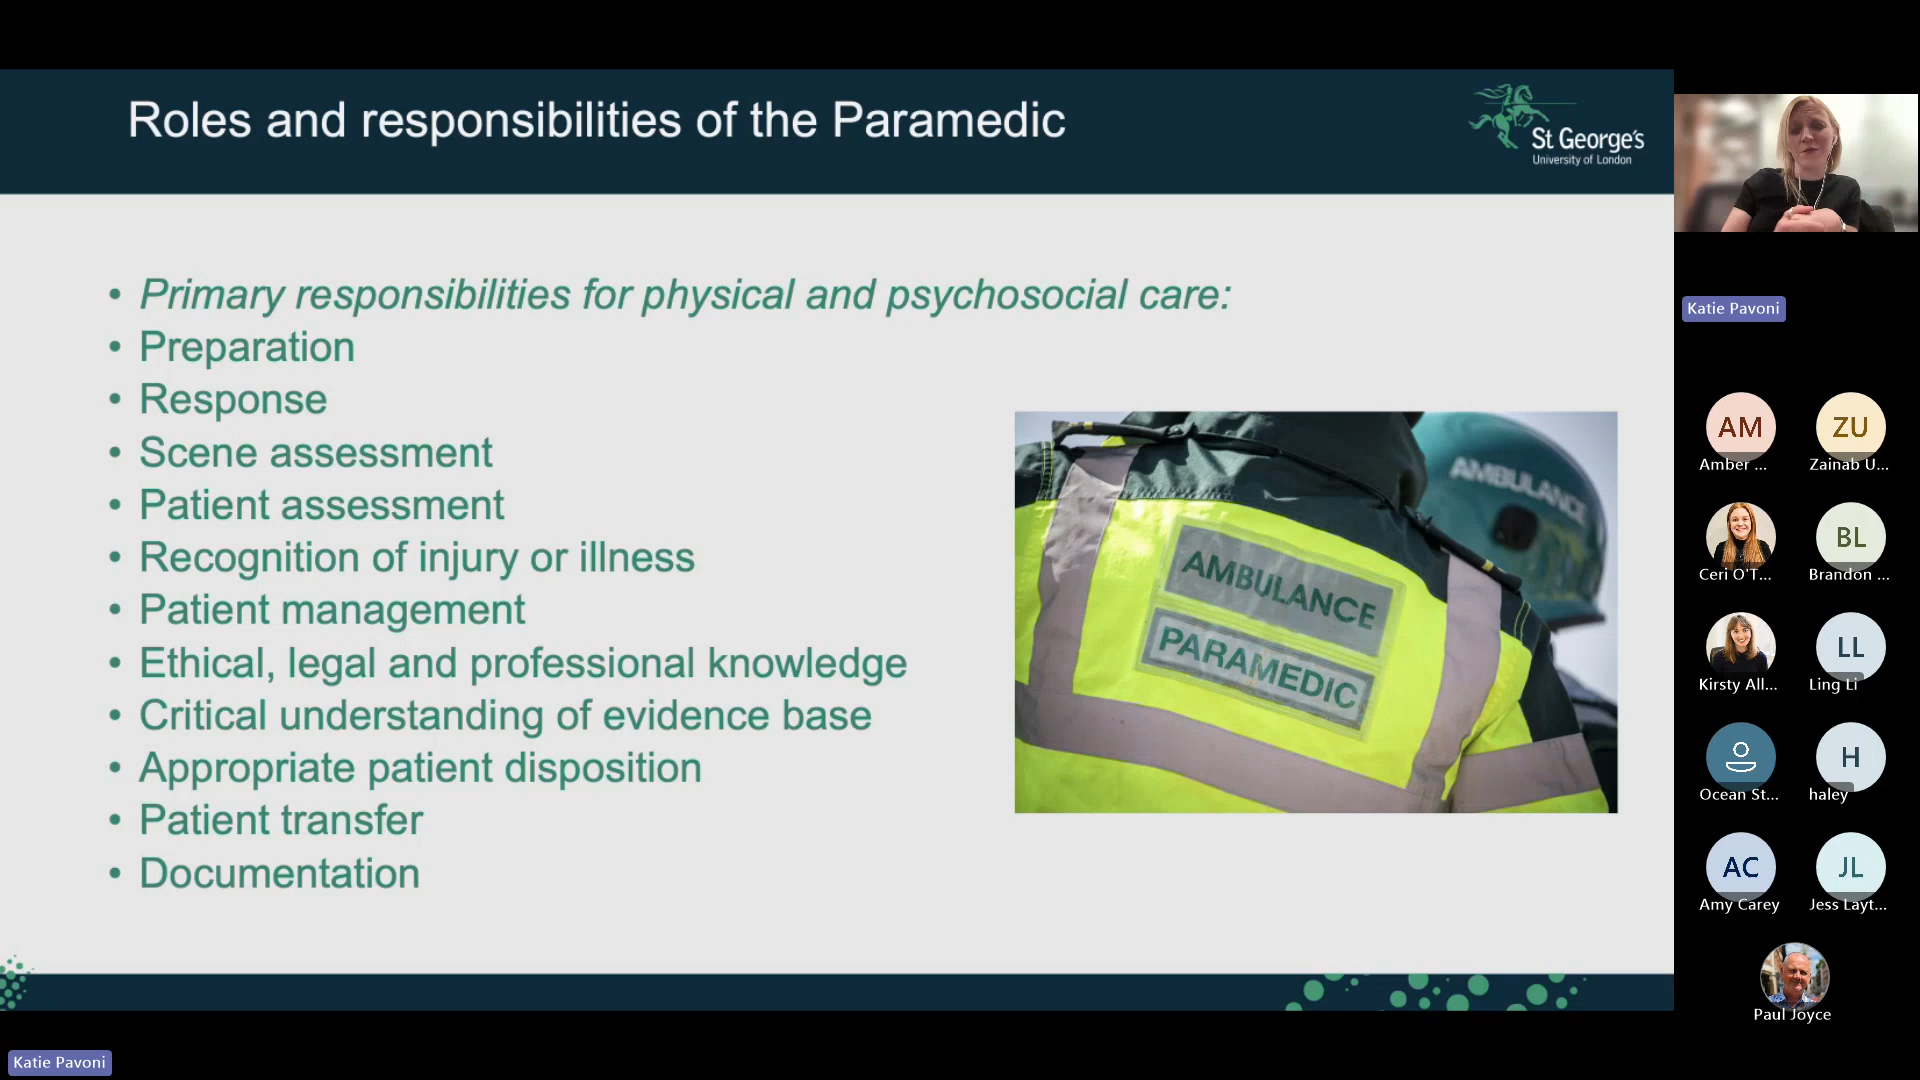 Roles and responsibilities of the Paramedic
St George's
University of London
• Primary responsibilities for physical and psychosocial care:
• Preparation
• Response
• Scene assessment
• Patient assessment
• Recognition of injury or illness
• Patient management
• Ethical, legal and professional knowledge
• Critical understanding of evidence base
• Appropriate patient disposition
• Patient transfer
• Documentation
AMBULANCE
AMBULANCE
PARAMEDIC
Katie Pavoni
AM
Amber ...
ZU
Zainab U...
Ceri O'T...
BL
Brandon ...
Kirsty All...
LL
Ling Li
Ocean St...
H
haley
AC
Amy Carey
JL
Jess Layt...
Paul Joyce
Katie Pavoni